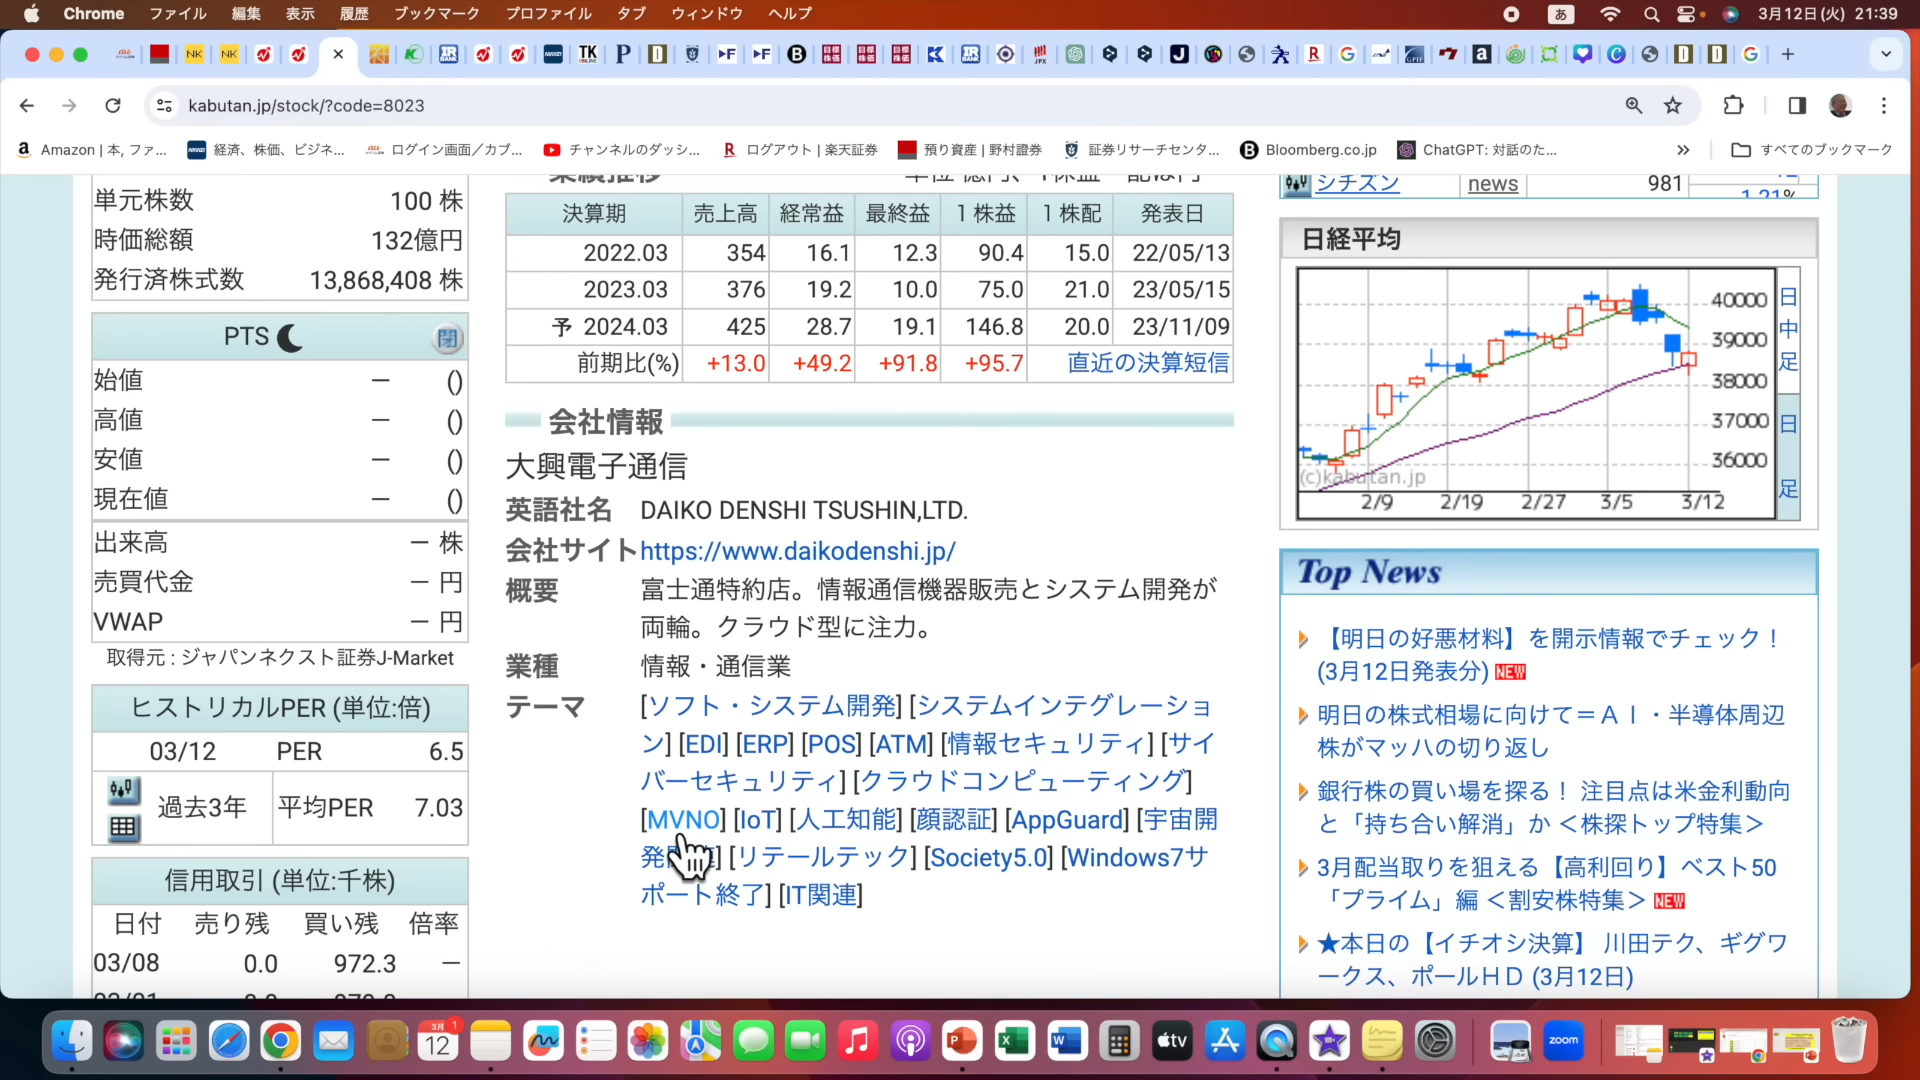 Chrome ファイル 編集 表示 履歴 ブックマーク プロファイル タブ ウィンドウ ヘルプ あ 3月12日(火) 21:39
kabutan.jp/stock/?code=8023
Amazon | 本, ファ... 経済、株価、ビジネ... ログイン画面／カブ... チャンネルのダッシ... ログアウト | 楽天証券 預り資産 | 野村證券 証券リサーチセンタ... Bloomberg.co.jp ChatGPT: 対話のた... » すべてのブックマーク
単元株数 100 株
時価総額 132億円
発行済株式数 13,868,408 株
PTS 閉
始値 － ()
高値 － ()
安値 － ()
現在値 － ()
出来高 － 株
売買代金 － 円
VWAP － 円
取得元 : ジャパンネクスト証券J-Market
ヒストリカルPER (単位:倍)
03/12 PER 6.5
過去3年 平均PER 7.03
信用取引 (単位:千株)
日付 売り残 買い残 倍率
03/08 0.0 972.3 －
決算期 売上高 経常益 最終益 1株益 1株配 発表日
2022.03 354 16.1 12.3 90.4 15.0 22/05/13
2023.03 376 19.2 10.0 75.0 21.0 23/05/15
予 2024.03 425 28.7 19.1 146.8 20.0 23/11/09
前期比(%) +13.0 +49.2 +91.8 +95.7 直近の決算短信
会社情報
大興電子通信
英語社名 DAIKO DENSHI TSUSHIN,LTD.
会社サイト https://www.daikodenshi.jp/
概要 富士通特約店。情報通信機器販売とシステム開発が
両輪。クラウド型に注力。
業種 情報・通信業
テーマ [ソフト・システム開発] [システムインテグレーショ
ン] [EDI] [ERP] [POS] [ATM] [情報セキュリティ] [サイ
バーセキュリティ] [クラウドコンピューティング]
[MVNO] [IoT] [人工知能] [顔認証] [AppGuard] [宇宙開
発 ] [リテールテック] [Society5.0] [Windows7サ
ポート終了] [IT関連]
シチズン news 981
1.21%
日経平均
40000
39000
38000
37000
36000
(c)kabutan.jp
2/9 2/19 2/27 3/5 3/12
日中足
日足
Top News
【明日の好悪材料】を開示情報でチェック！
(3月12日発表分) NEW
明日の株式相場に向けて＝ＡＩ・半導体周辺
株がマッハの切り返し
銀行株の買い場を探る！ 注目点は米金利動向
と「持ち合い解消」か ＜株探トップ特集＞
3月配当取りを狙える【高利回り】ベスト50
「プライム」編 ＜割安株特集＞ NEW
★本日の【イチオシ決算】 川田テク、ギグワ
ークス、ポールＨＤ (3月12日)
3月 1
12
tv
zoom